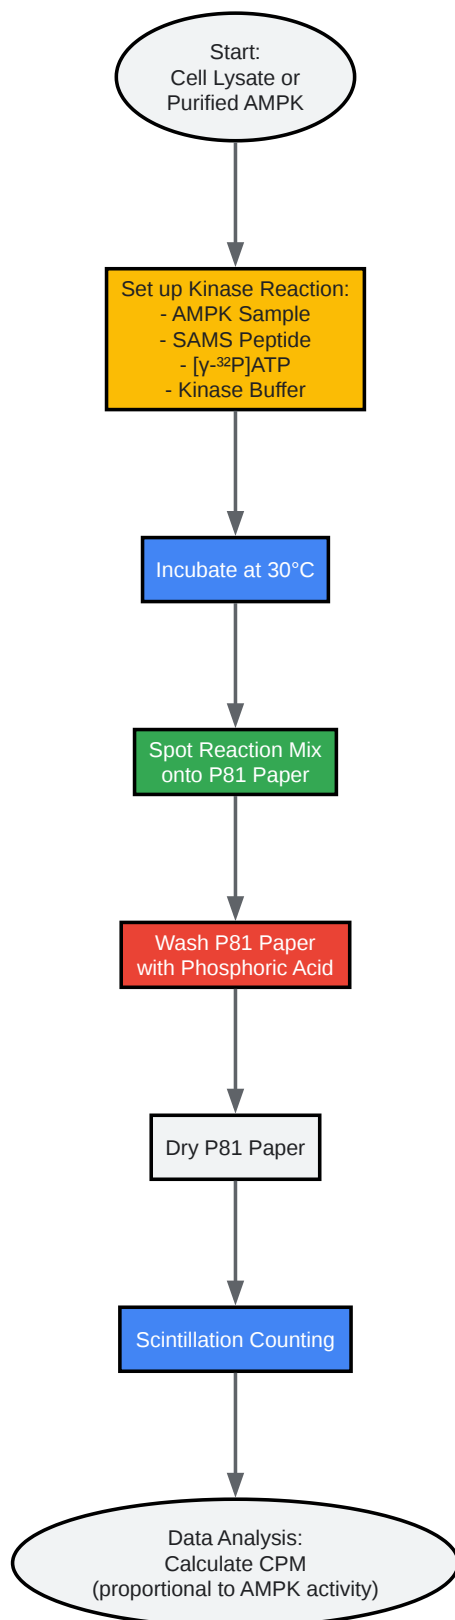 Start:
Cell Lysate or
Purified AMPK
Set up Kinase Reaction:
- AMPK Sample
- SAMS Peptide
- [γ-³²P]ATP
- Kinase Buffer
Incubate at 30°C
Spot Reaction Mix
onto P81 Paper
Wash P81 Paper
with Phosphoric Acid
Dry P81 Paper
Scintillation Counting
Data Analysis:
Calculate CPM
(proportional to AMPK activity)